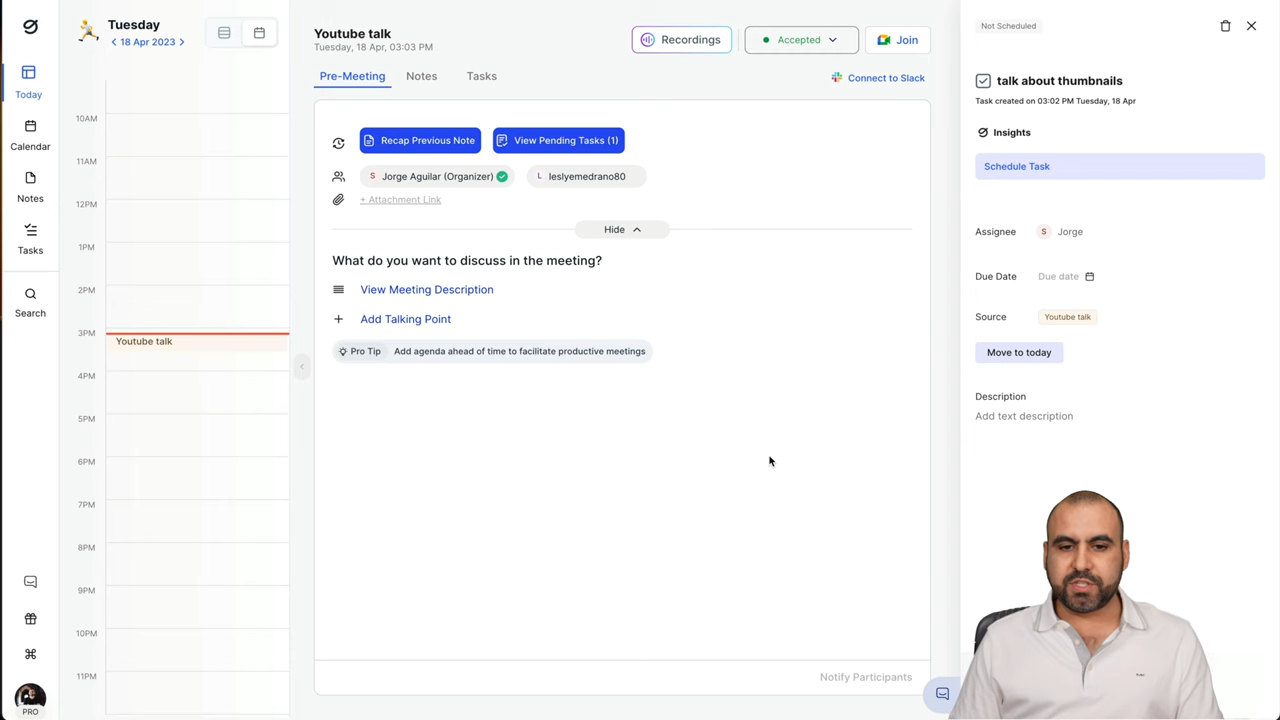 Tuesday
< 18 Apr 2023 >
Today
Calendar
Notes
Tasks
Search
PRO
10AM
11AM
12PM
1PM
2PM
3PM
Youtube talk
4PM
5PM
6PM
7PM
8PM
9PM
10PM
11PM
Youtube talk
Tuesday, 18 Apr, 03:03 PM
Recordings
Accepted
Join
Pre-Meeting Notes Tasks
Connect to Slack
Recap Previous Note View Pending Tasks (1)
S Jorge Aguilar (Organizer) L leslyemedrano80
+ Attachment Link
Hide
What do you want to discuss in the meeting?
View Meeting Description
+ Add Talking Point
Pro Tip Add agenda ahead of time to facilitate productive meetings
Notify Participants
Not Scheduled
talk about thumbnails
Task created on 03:02 PM Tuesday, 18 Apr
Insights
Schedule Task
Assignee S Jorge
Due Date Due date
Source Youtube talk
Move to today
Description
Add text description